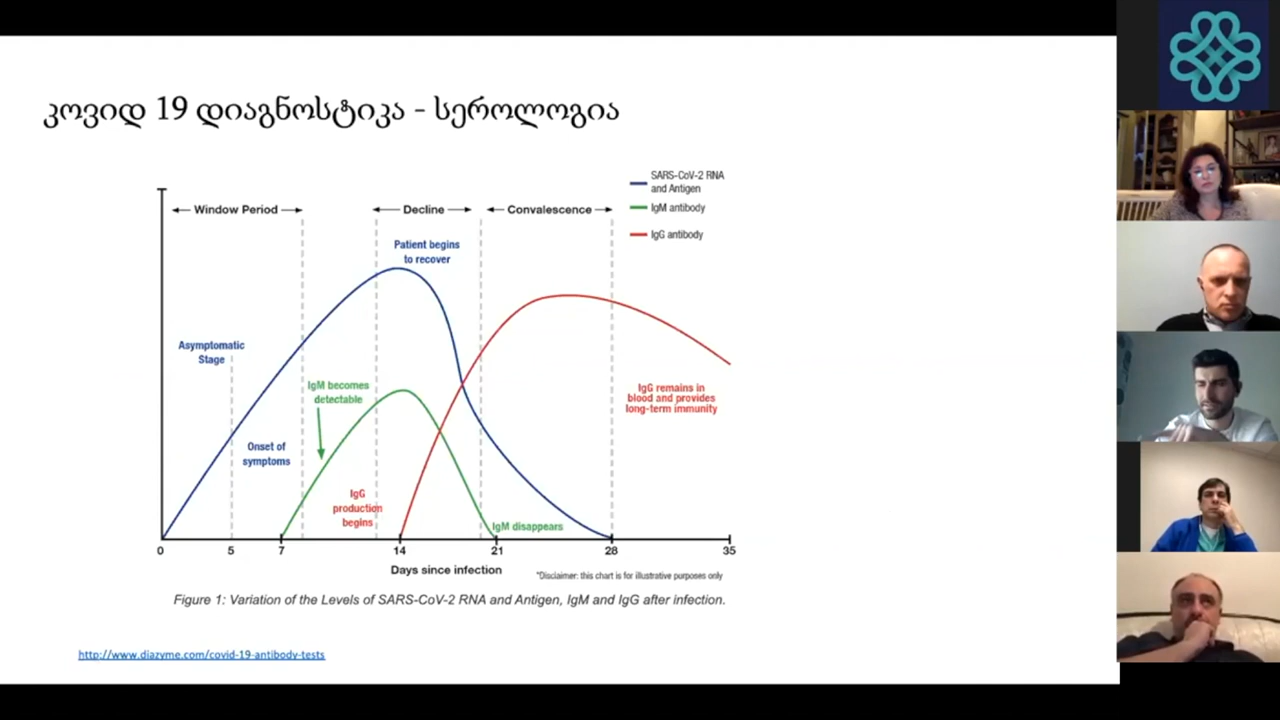 კოვიდ 19 დიაგნოსტიკა - სეროლოგია
SARS-CoV-2 RNA
and Antigen
IgM antibody
IgG antibody
Window Period
Decline
Convalescence
Patient begins
to recover
Asymptomatic
Stage
IgM becomes
detectable
IgG remains in
blood and provides
long-term immunity
Onset of
symptoms
IgG
production
begins
IgM disappears
0 5 7 14 21 28 35
Days since infection
*Disclaimer: this chart is for illustrative purposes only
Figure 1: Variation of the Levels of SARS-CoV-2 RNA and Antigen, IgM and IgG after infection.
http://www.diazyme.com/covid-19-antibody-tests